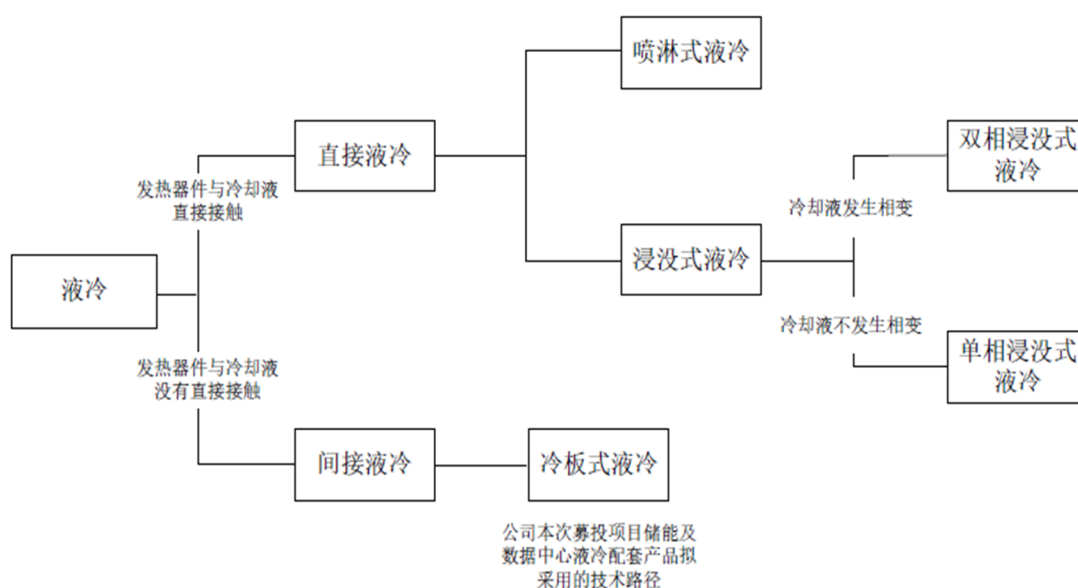 喷淋式液冷
直接液冷
双相浸没式
液冷
发热器件与冷却液
直接接触
冷却液发生相变
液冷
浸没式液冷
冷却液不发生相变
单相浸没式
液冷
发热器件与冷却液
没有直接接触
间接液冷
冷板式液冷
公司本次募投项目储能及
数据中心液冷配套产品拟
采用的技术路径